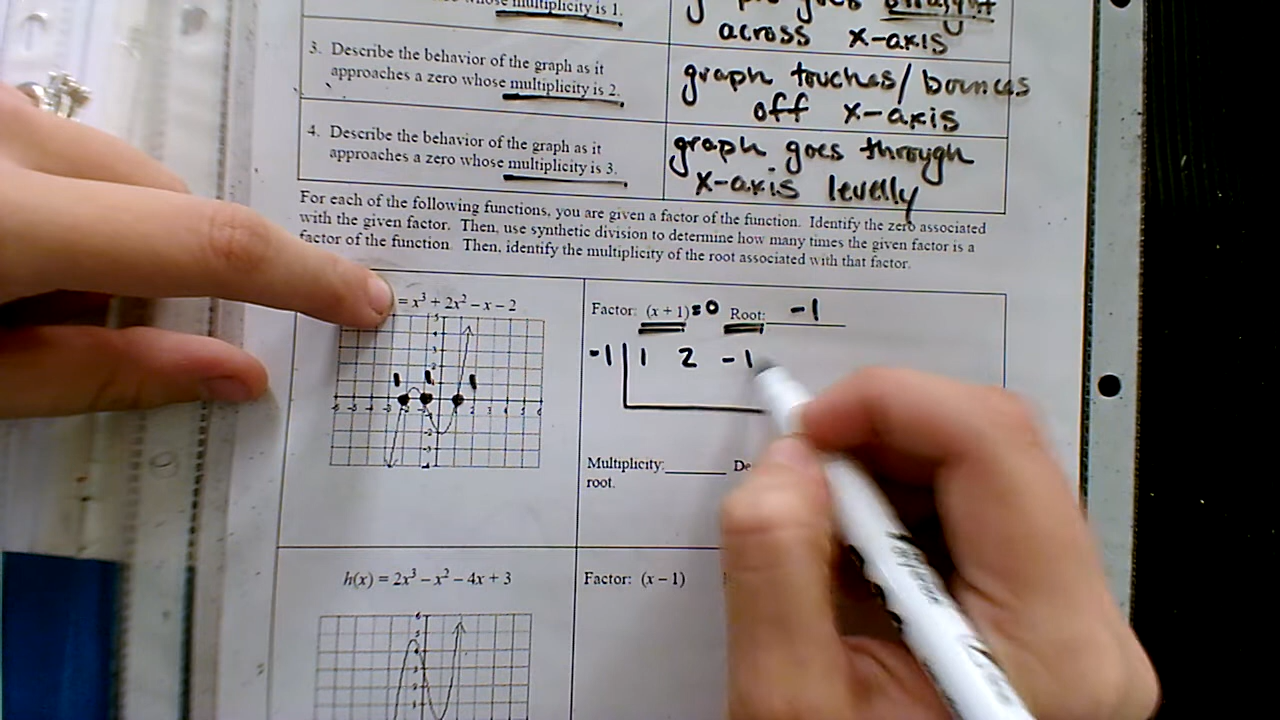 whose multiplicity is 1.
across x-axis
3. Describe the behavior of the graph as it
approaches a zero whose multiplicity is 2.
graph touches/bounces
off x-axis
4. Describe the behavior of the graph as it
approaches a zero whose multiplicity is 3.
graph goes through
x-axis levelly
For each of the following functions, you are given a factor of the function. Identify the zero associated
with the given factor. Then, use synthetic division to determine how many times the given factor is a
factor of the function. Then, identify the multiplicity of the root associated with that factor.
= x³ + 2x² – x – 2
Factor: (x + 1) = 0 Root: -1
-1 1 2 -1
1 1 1
Multiplicity: De
root.
h(x) = 2x³ – x² – 4x + 3
Factor: (x – 1)